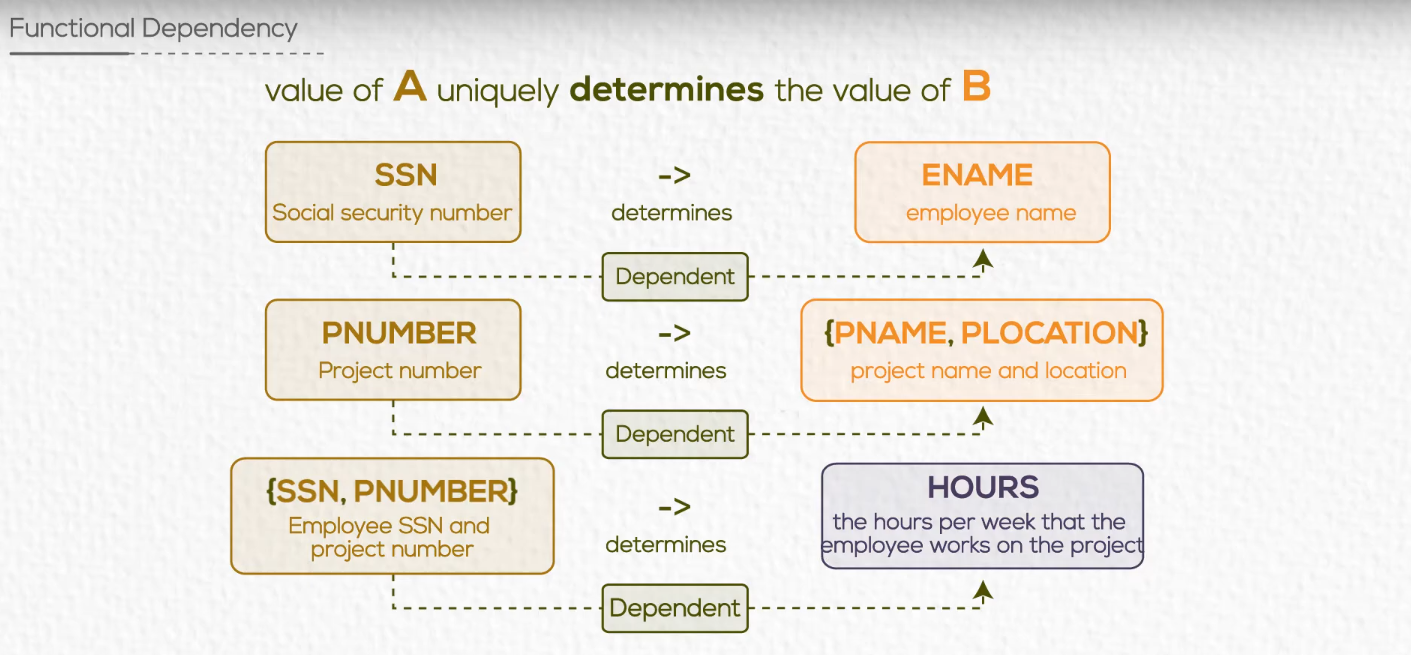 Functional Dependency
value of A uniquely determines the value of B
SSN
Social security number
->
determines
ENAME
employee name
Dependent
PNUMBER
Project number
->
determines
{PNAME, PLOCATION}
project name and location
Dependent
{SSN, PNUMBER}
Employee SSN and
project number
->
determines
HOURS
the hours per week that the
employee works on the project
Dependent